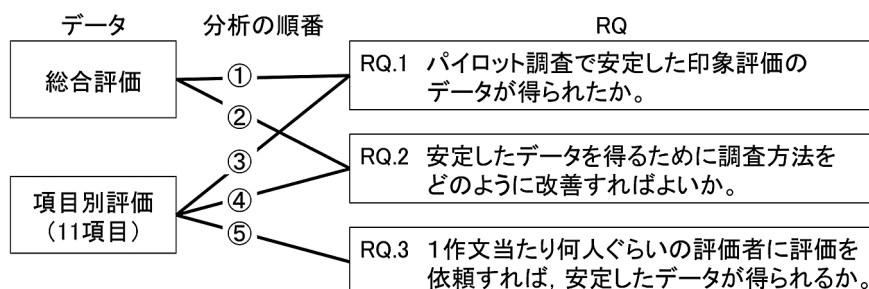 データ 分析の順番 RQ
総合評価
項目別評価
(11項目)
①
②
③
④
⑤
RQ.1 パイロット調査で安定した印象評価の
データが得られたか。
RQ.2 安定したデータを得るために調査方法を
どのように改善すればよいか。
RQ.3 1作文当たり何人ぐらいの評価者に評価を
依頼すれば,安定したデータが得られるか。